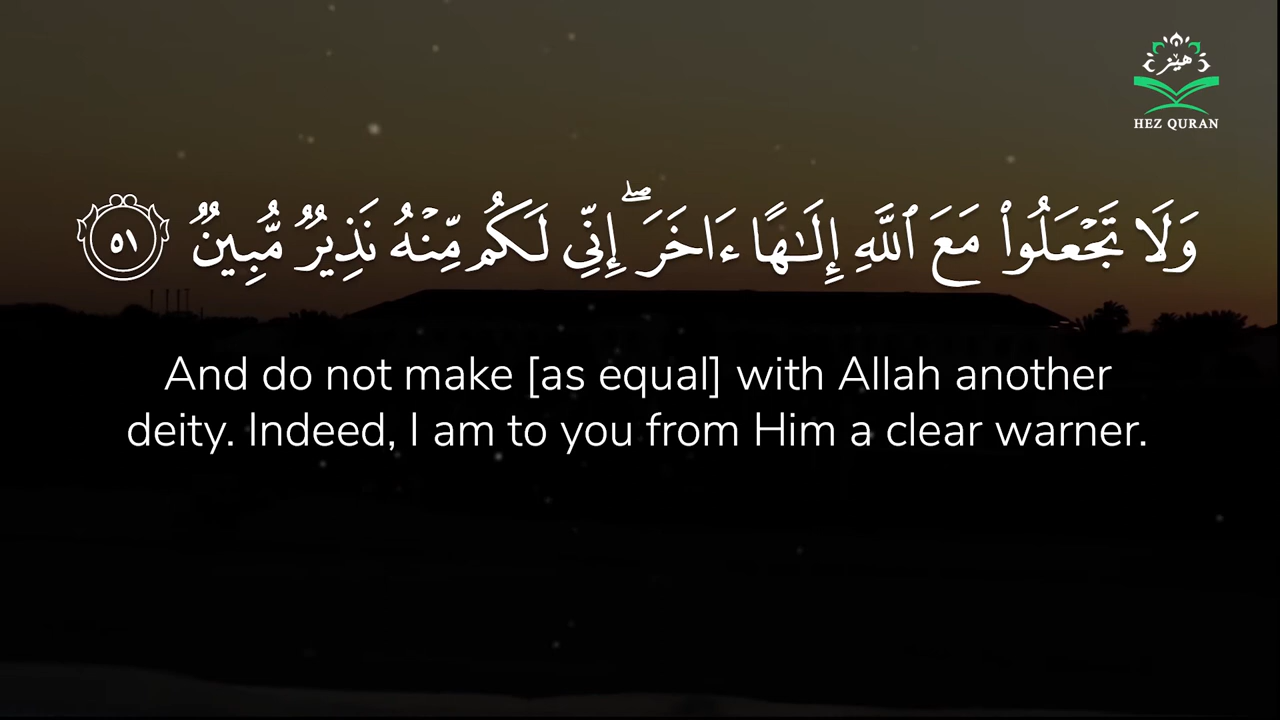 هيز
HEZ QURAN
وَلَا تَجْعَلُوا۟ مَعَ ٱللَّهِ إِلَـٰهًا ءَاخَرَ ۖ إِنِّى لَكُم مِّنْهُ نَذِيرٌ مُّبِينٌ ٥١
And do not make [as equal] with Allah another
deity. Indeed, I am to you from Him a clear warner.